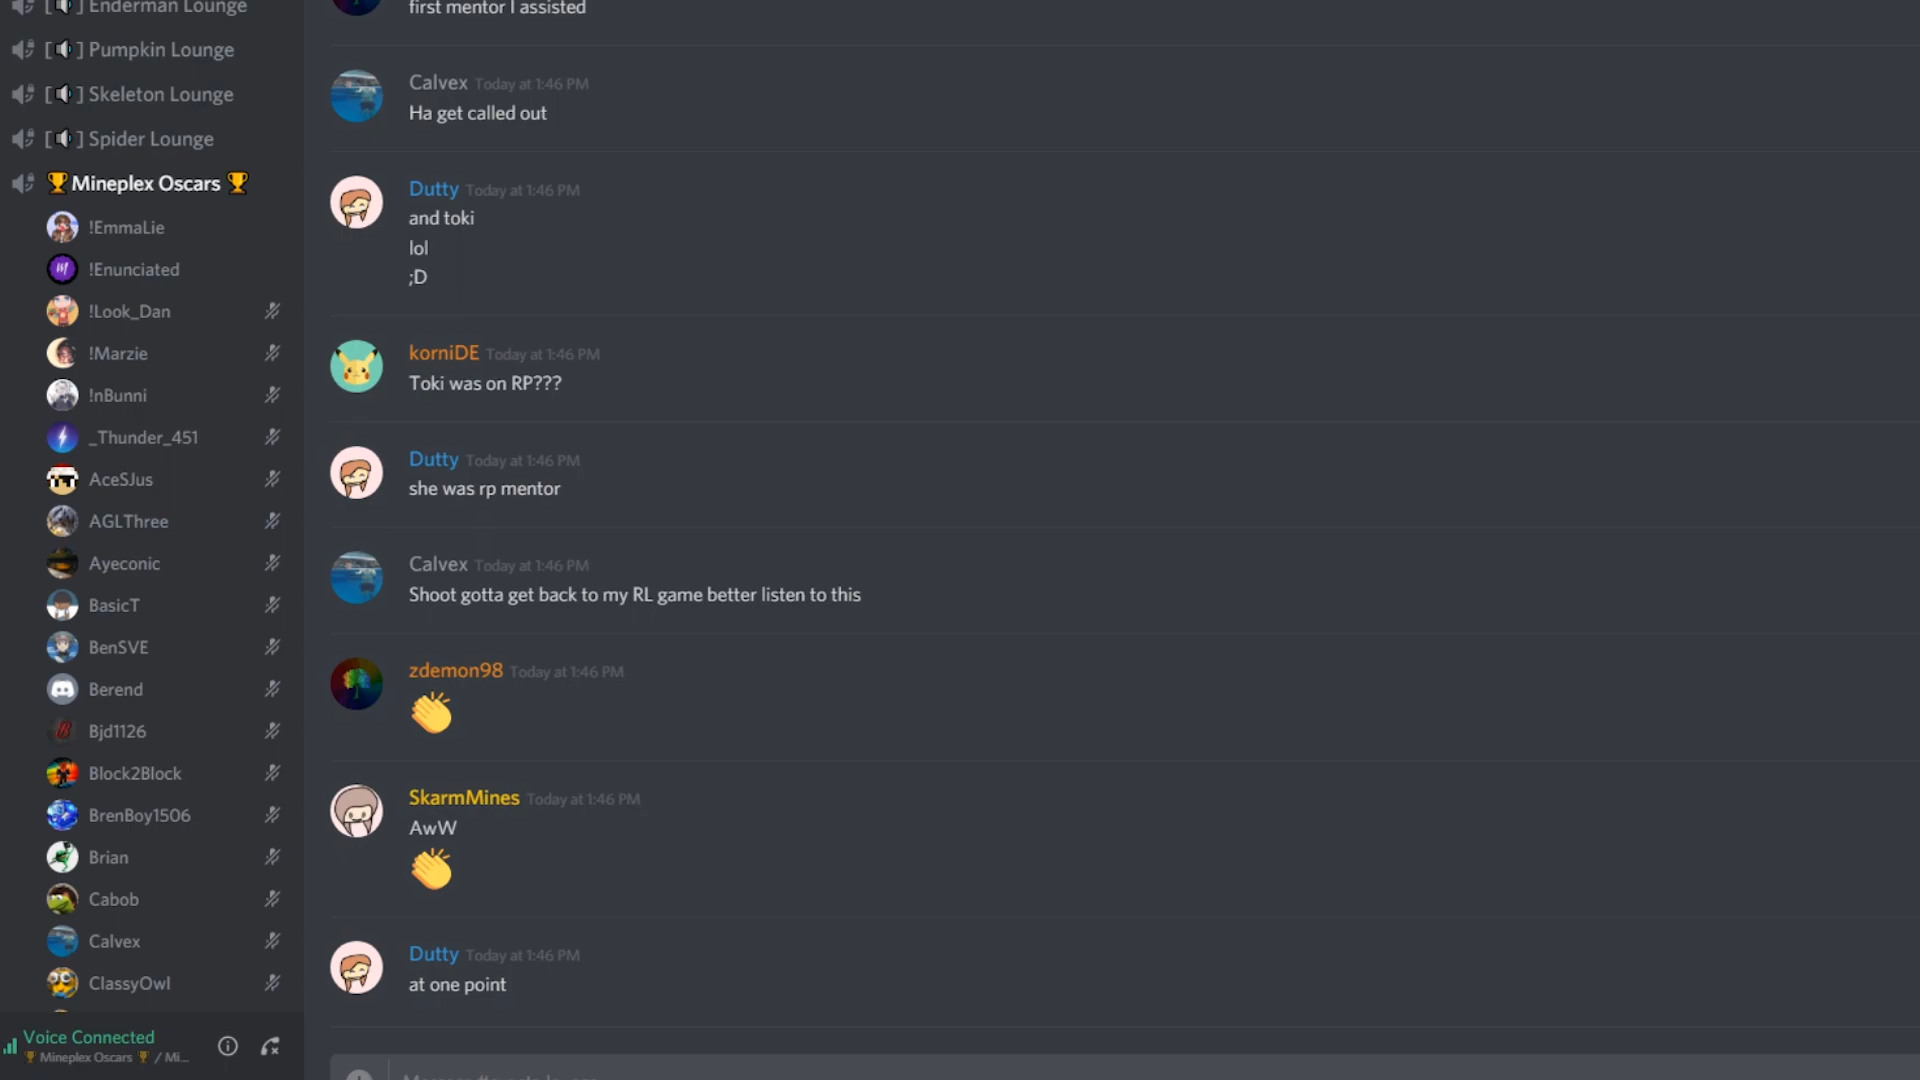 Enderman Lounge
Pumpkin Lounge
Skeleton Lounge
Spider Lounge
🏆Mineplex Oscars 🏆
!EmmaLie
!Enunciated
!Look_Dan
!Marzie
!nBunni
_Thunder_451
AceSJus
AGLThree
Ayeconic
BasicT
BenSVE
Berend
Bjd1126
Block2Block
BrenBoy1506
Brian
Cabob
Calvex
ClassyOwl
Voice Connected
🏆 Mineplex Oscars 🏆 / Mi...
first mentor I assisted
Calvex Today at 1:46 PM
Ha get called out
Dutty Today at 1:46 PM
and toki
lol
;D
korniDE Today at 1:46 PM
Toki was on RP???
Dutty Today at 1:46 PM
she was rp mentor
Calvex Today at 1:46 PM
Shoot gotta get back to my RL game better listen to this
zdemon98 Today at 1:46 PM
👏
SkarmMines Today at 1:46 PM
AwW
👏
Dutty Today at 1:46 PM
at one point